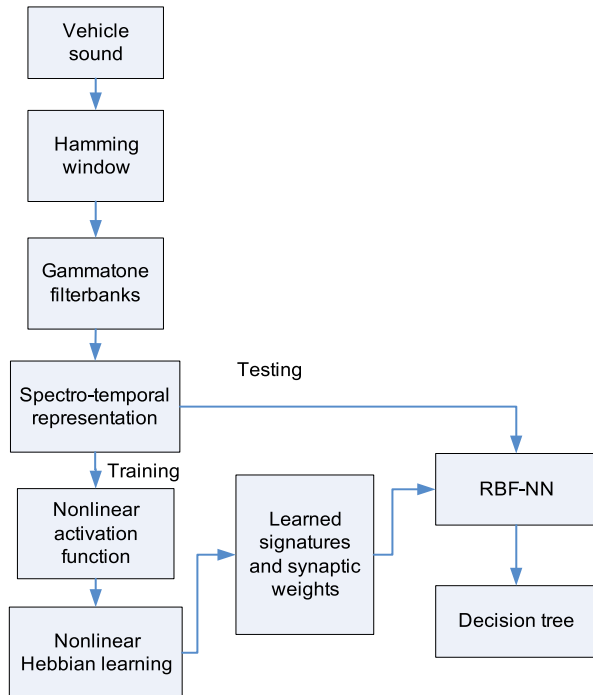 Vehicle
sound
Hamming
window
Gammatone
filterbanks
Spectro-temporal
representation
Testing
Training
Nonlinear
activation
function
Nonlinear
Hebbian learning
Learned
signatures
and synaptic
weights
RBF-NN
Decision tree